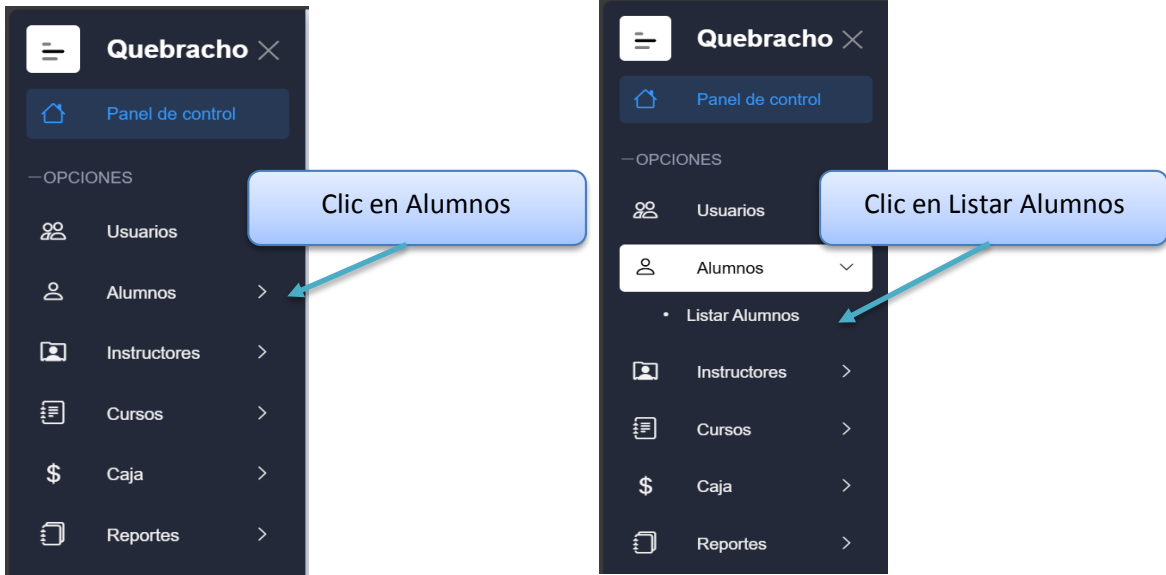 Quebracho
Panel de control
OPCIONES
Usuarios
Alumnos
Instructores
Cursos
$ Caja
Reportes
Clic en Alumnos
Quebracho
Panel de control
OPCIONES
Usuarios
Alumnos
• Listar Alumnos
Instructores
Cursos
$ Caja
Reportes
Clic en Listar Alumnos